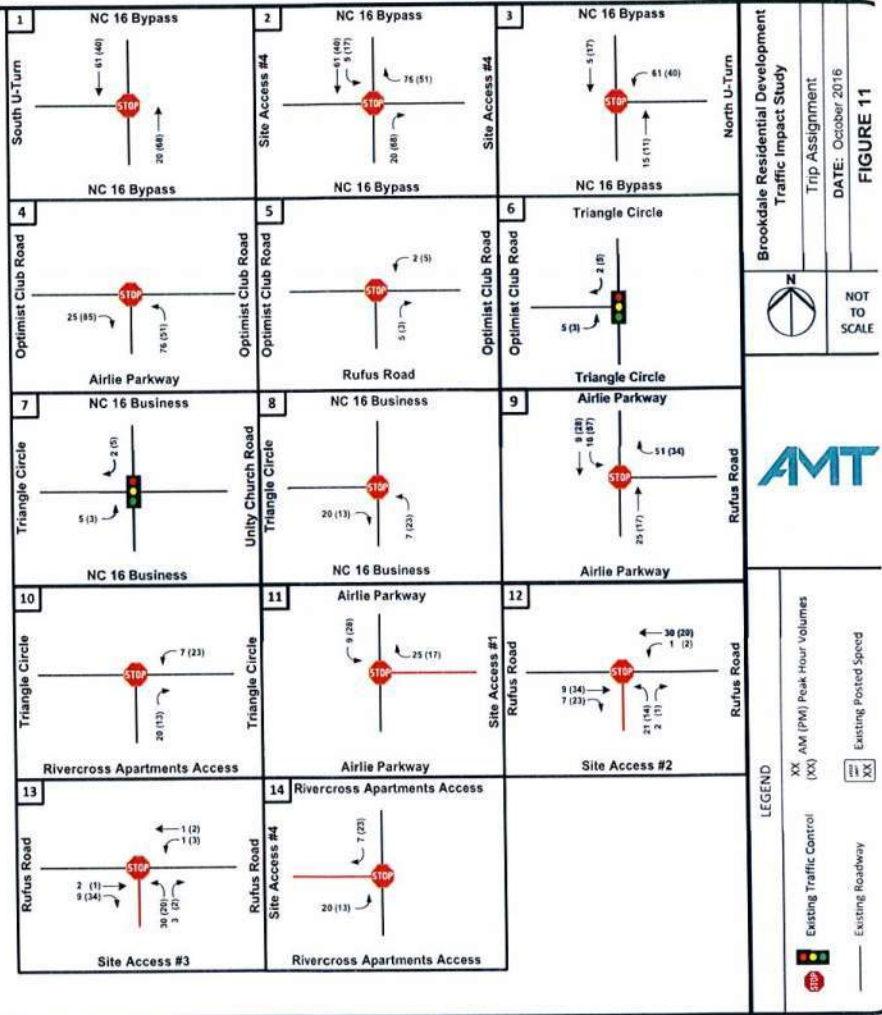 1
NC 16 Bypass
South U-Turn
61 (40)
20 (68)
NC 16 Bypass
STOP
2
NC 16 Bypass
Site Access #4
61 (40)
5 (17)
76 (51)
20 (68)
Site Access #4
NC 16 Bypass
STOP
3
NC 16 Bypass
5 (17)
61 (40)
15 (11)
North U-Turn
NC 16 Bypass
STOP
4
Optimist Club Road
25 (85)
76 (51)
Optimist Club Road
Airlie Parkway
STOP
5
Optimist Club Road
2 (5)
5 (3)
Optimist Club Road
Rufus Road
STOP
6
Triangle Circle
Optimist Club Road
2 (5)
5 (3)
Triangle Circle
7
NC 16 Business
Triangle Circle
2 (5)
5 (3)
Unity Church Road
NC 16 Business
8
NC 16 Business
Triangle Circle
20 (13)
7 (23)
NC 16 Business
STOP
9
Airlie Parkway
9 (28)
16 (57)
51 (34)
25 (17)
Rufus Road
Airlie Parkway
STOP
10
Triangle Circle
7 (23)
20 (13)
Triangle Circle
Rivercross Apartments Access
STOP
11
Airlie Parkway
9 (28)
25 (17)
Site Access #1
Airlie Parkway
STOP
12
Rufus Road
30 (20)
1 (2)
9 (34)
7 (23)
21 (14)
2 (1)
Rufus Road
Site Access #2
STOP
13
Rufus Road
1 (2)
1 (3)
2 (1)
9 (34)
30 (20)
3 (2)
Rufus Road
Site Access #3
STOP
14
Rivercross Apartments Access
Site Access #4
7 (23)
20 (13)
Rivercross Apartments Access
STOP
Brookdale Residential Development
Traffic Impact Study
Trip Assignment
DATE: October 2016
FIGURE 11
N
NOT
TO
SCALE
AMT
LEGEND
STOP
Existing Traffic Control
Existing Roadway
XX
(XX)
AM (PM) Peak Hour Volumes
XX
Existing Posted Speed